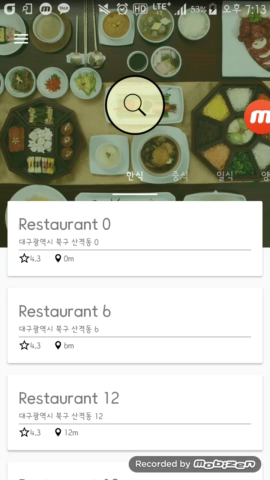 HD LTE 53% 오후 7:13
한식 중식 일식
Restaurant 0
대구광역시 북구 산격동 0
4.3 0m
Restaurant 6
대구광역시 북구 산격동 6
4.3 6m
Restaurant 12
대구광역시 북구 산격동 12
4.3 12m
Recorded by mobizen